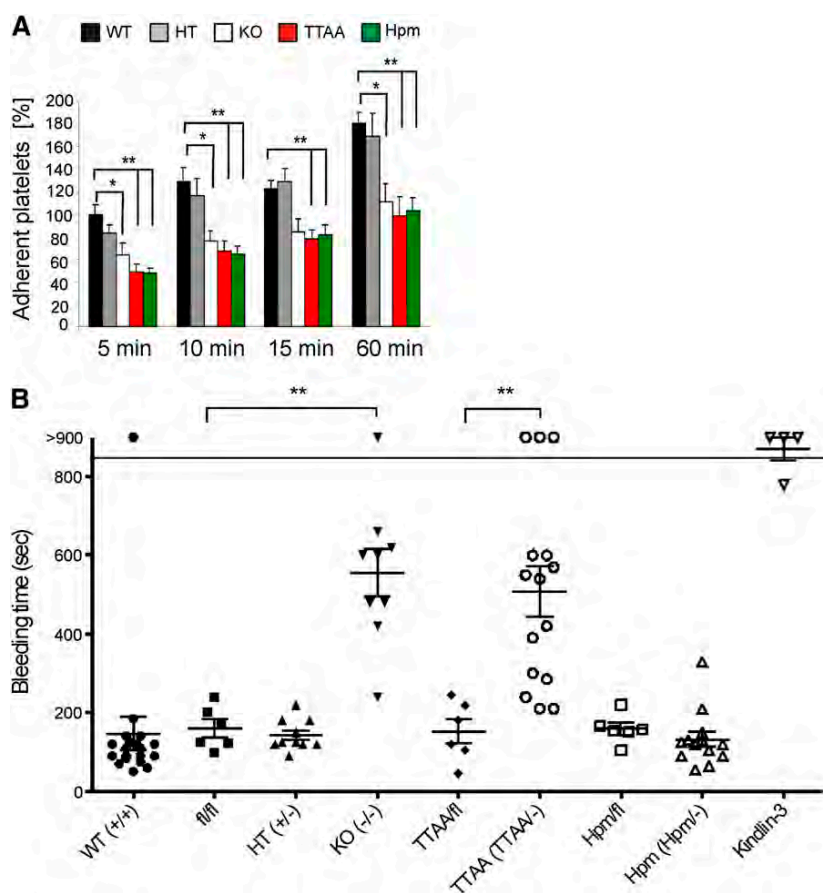 A
WT HT KO TTAA Hpm
Adherent platelets [%]
200
180
160
140
120
100
80
60
40
20
0
** * ** * ** ** *
5 min 10 min 15 min 60 min
B
** **
Bleeding time (sec)
>900
800
600
400
200
0
WT (+/+)
fl/fl
HT (+/-)
KO (-/-)
TTAA/fl
TTAA (TTAA/-)
Hpm/fl
Hpm (Hpm/-)
Kindlin-3